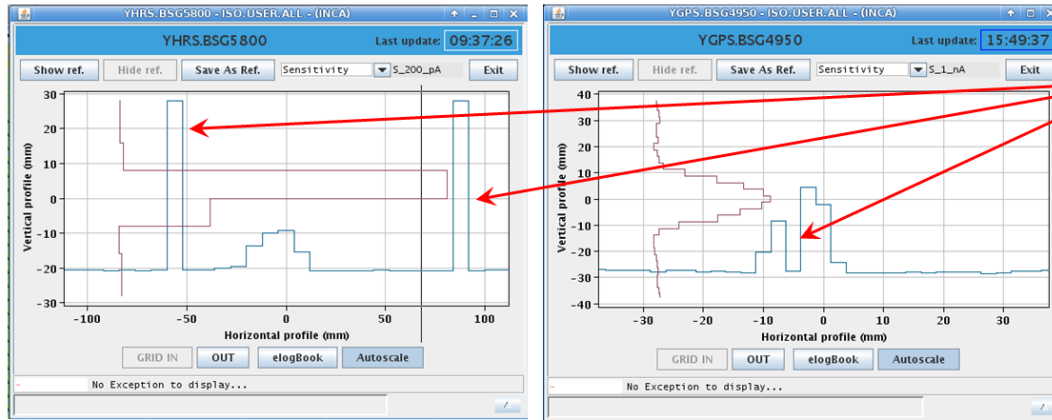 YHRS.BSG5800 - ISO.USER.ALL - (INCA)
YHRS.BSG5800
Last update: 09:37:26
Show ref. Hide ref. Save As Ref. Sensitivity S_200_pA Exit
Vertical profile (mm)
30
20
10
0
-10
-20
-30
-100 -50 0 50 100
Horizontal profile (mm)
GRID IN OUT elogBook Autoscale
- No Exception to display...
/
YGPS.BSG4950 - ISO.USER.ALL - (INCA)
YGPS.BSG4950
Last update: 15:49:37
Show ref. Hide ref. Save As Ref. Sensitivity S_1_nA Exit
Vertical profile (mm)
40
30
20
10
0
-10
-20
-30
-40
-30 -20 -10 0 10 20 30
Horizontal profile (mm)
GRID IN OUT elogBook Autoscale
- No Exception to display...
/